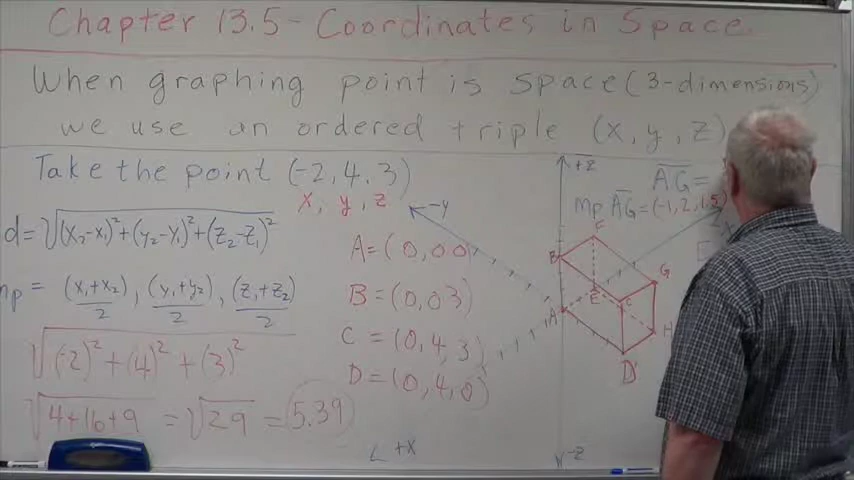 Chapter 13.5 - Coordinates in Space
When graphing point is space (3-dimensions)
we use an ordered triple (x, y, z)
Take the point (-2, 4, 3)
x, y, z
d = √(x₂-x₁)²+(y₂-y₁)²+(z₂-z₁)²
mp = (x₁+x₂)/2, (y₁+y₂)/2, (z₁+z₂)/2
√(-2)²+(4)²+(3)²
√4+16+9 = √29 = 5.39
A = (0,0,0)
B = (0,0,3)
C = (0,4,3)
D = (0,4,0)
+x
-y
+z
-z
AG =
mp AG = (-1,2,1.5)
E
F
B
G
E
C
A
H
D